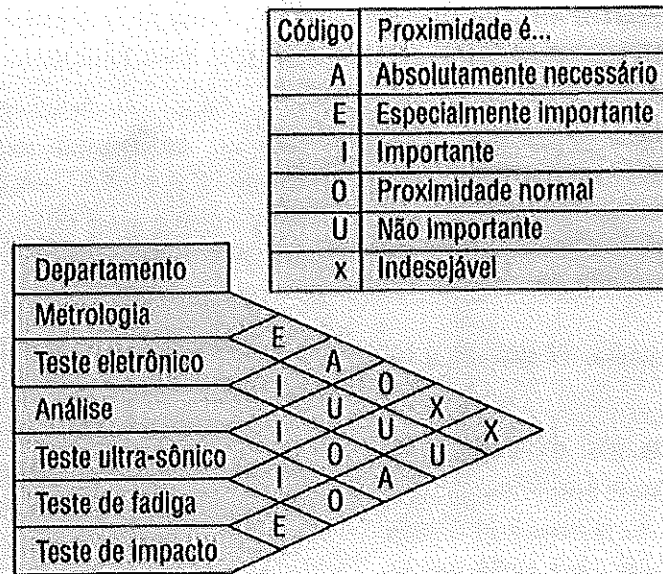 Código Proximidade é...
A Absolutamente necessário
E Especialmente importante
I Importante
O Proximidade normal
U Não importante
x Indesejável
Departamento
Metrologia
E
Teste eletrônico A
I O
Análise U X
I U X
Teste ultra-sônico O U
I A
Teste de fadiga O
E
Teste de impacto